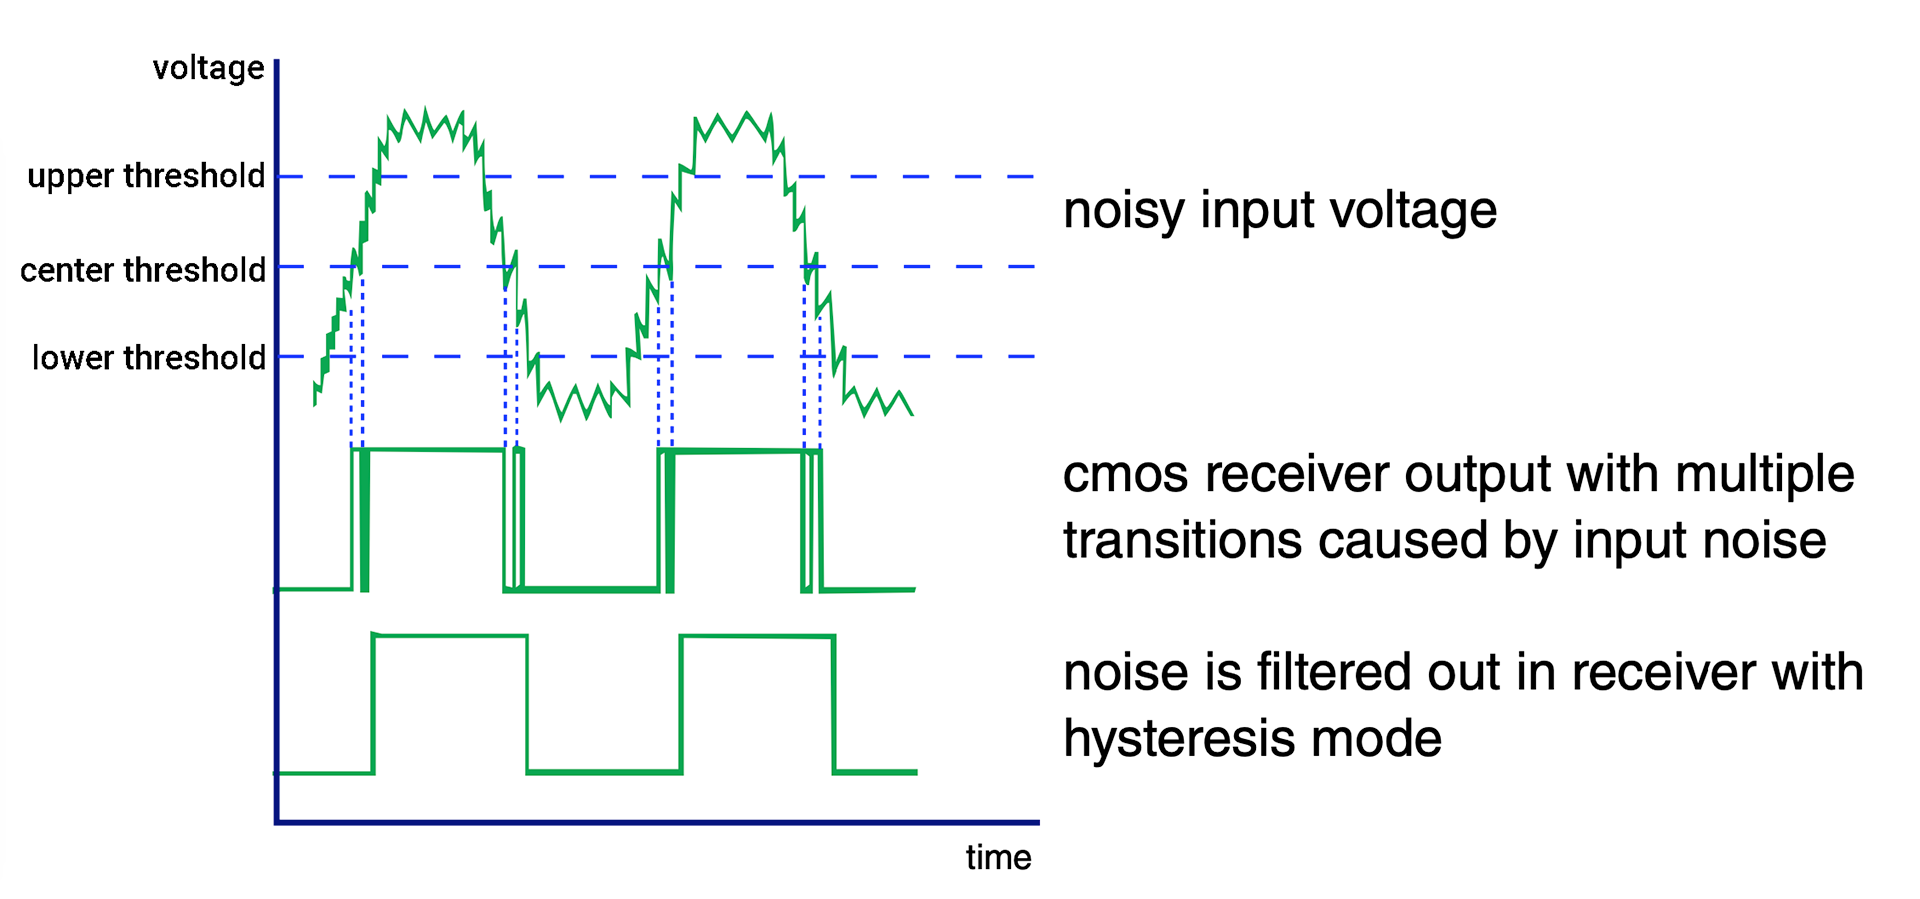 voltage
upper threshold
center threshold
lower threshold
noisy input voltage
cmos receiver output with multiple
transitions caused by input noise
noise is filtered out in receiver with
hysteresis mode
time